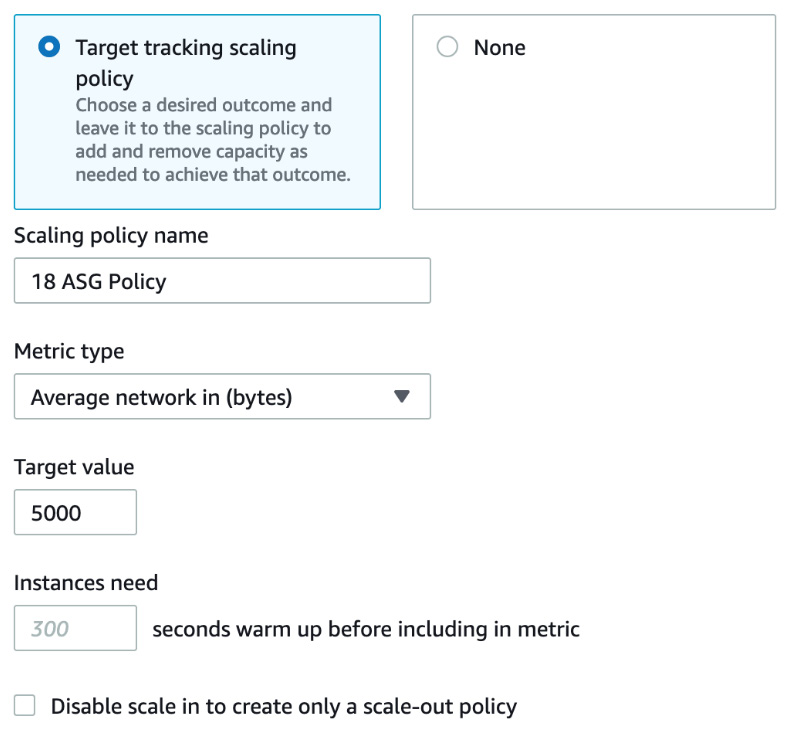 Target tracking scaling
policy
Choose a desired outcome and
leave it to the scaling policy to
add and remove capacity as
needed to achieve that outcome.
None
Scaling policy name
18 ASG Policy
Metric type
Average network in (bytes)
Target value
5000
Instances need
300 seconds warm up before including in metric
Disable scale in to create only a scale-out policy